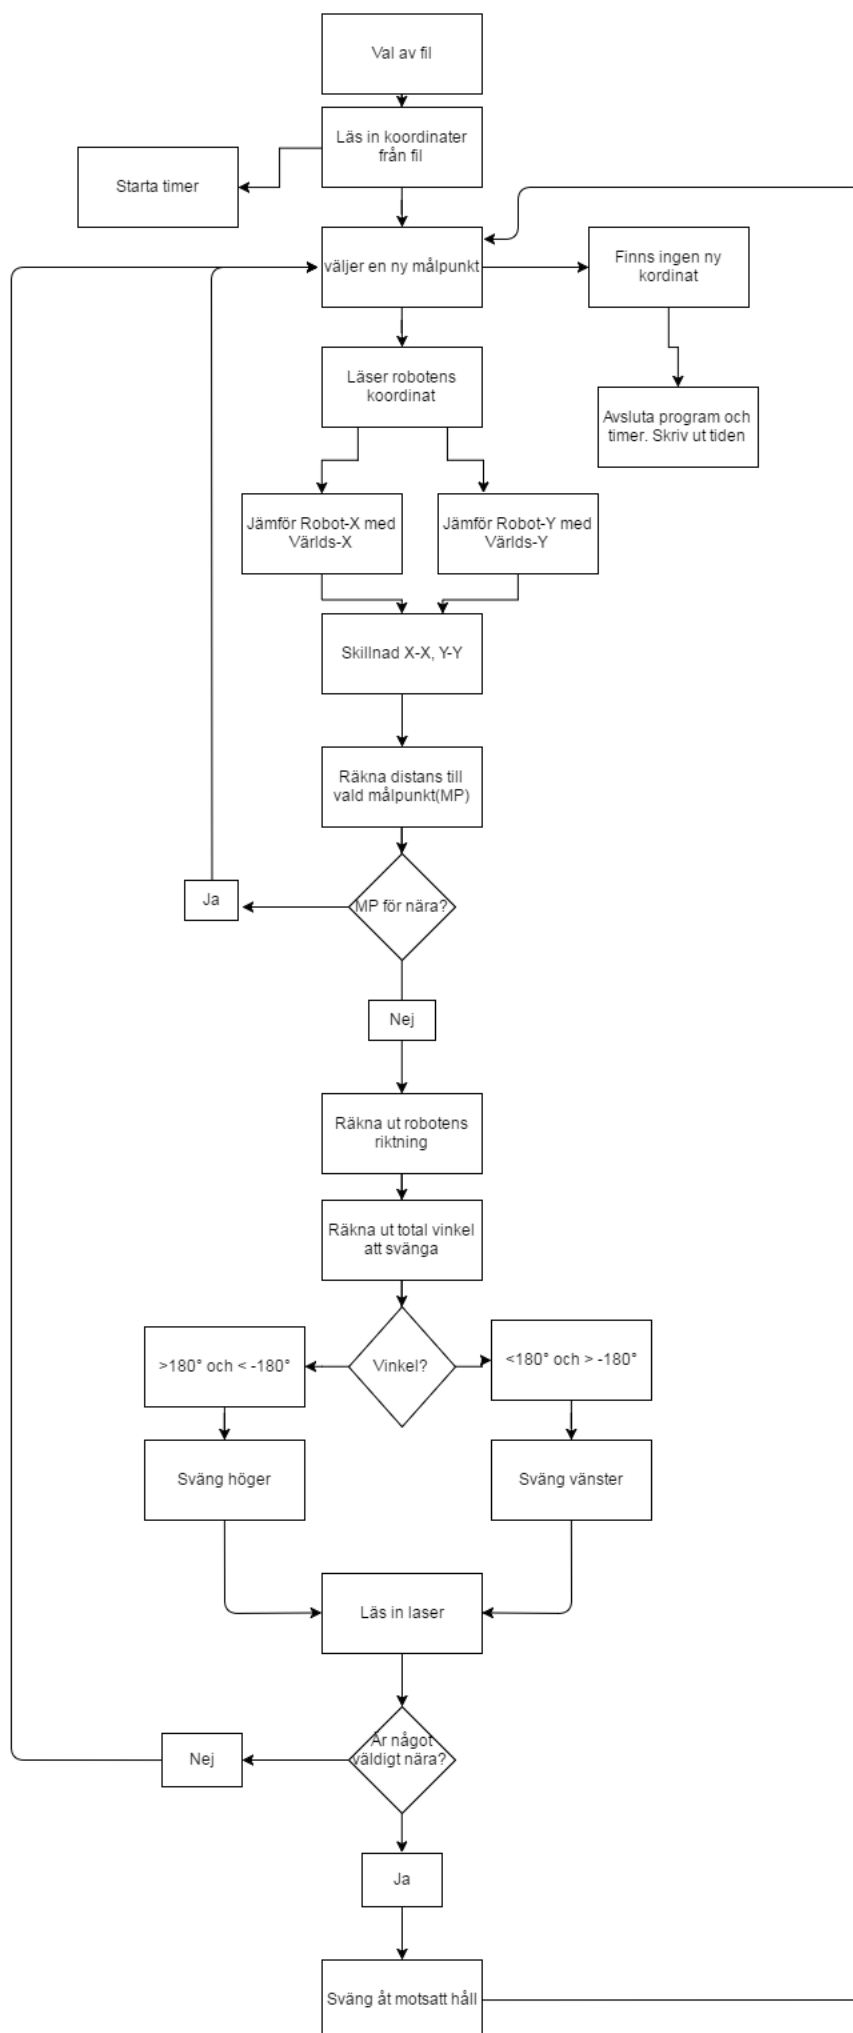 Val av fil
Läs in koordinater
från fil
Starta timer
väljer en ny målpunkt
Finns ingen ny
kordinat
Läser robotens
koordinat
Avsluta program och
timer. Skriv ut tiden
Jämför Robot-X med
Världs-X
Jämför Robot-Y med
Världs-Y
Skillnad X-X, Y-Y
Räkna distans till
vald målpunkt(MP)
MP för nära?
Ja
Nej
Räkna ut robotens
riktning
Räkna ut total vinkel
att svänga
Vinkel?
>180° och < -180°
<180° och > -180°
Sväng höger
Sväng vänster
Läs in laser
Är något
väldigt nära?
Nej
Ja
Sväng åt motsatt håll